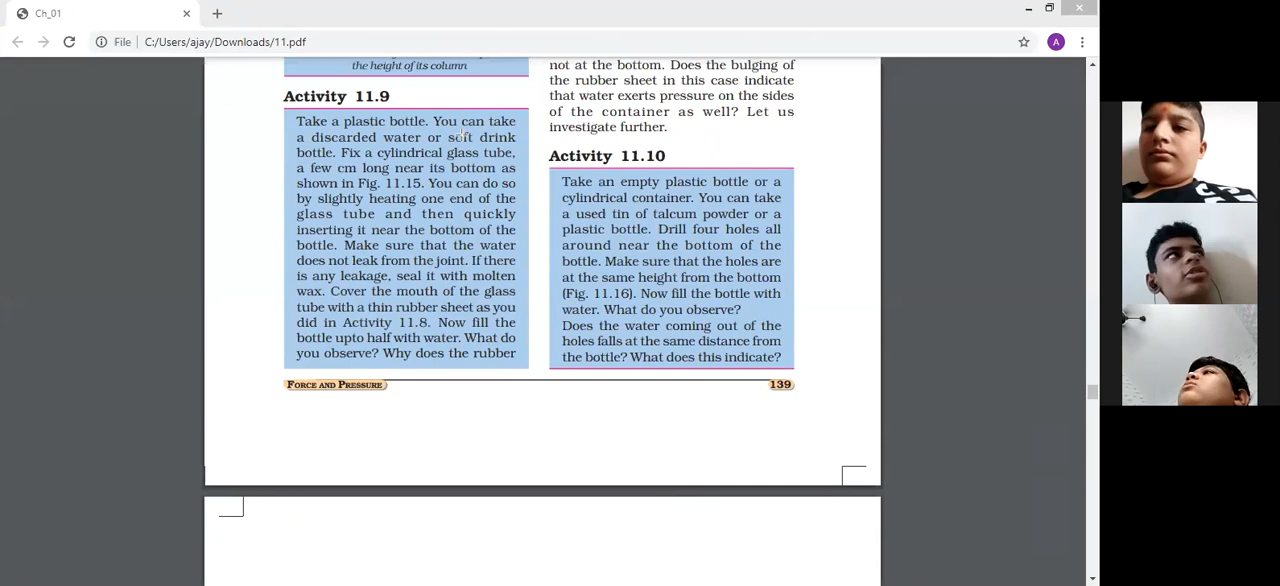 Ch_01
File
C:/Users/ajay/Downloads/11.pdf
A
the height of its column
Activity 11.9
Take a plastic bottle. You can take
a discarded water or soft drink
bottle. Fix a cylindrical glass tube,
a few cm long near its bottom as
shown in Fig. 11.15. You can do so
by slightly heating one end of the
glass tube and then quickly
inserting it near the bottom of the
bottle. Make sure that the water
does not leak from the joint. If there
is any leakage, seal it with molten
wax. Cover the mouth of the glass
tube with a thin rubber sheet as you
did in Activity 11.8. Now fill the
bottle upto half with water. What do
you observe? Why does the rubber
not at the bottom. Does the bulging of
the rubber sheet in this case indicate
that water exerts pressure on the sides
of the container as well? Let us
investigate further.
Activity 11.10
Take an empty plastic bottle or a
cylindrical container. You can take
a used tin of talcum powder or a
plastic bottle. Drill four holes all
around near the bottom of the
bottle. Make sure that the holes are
at the same height from the bottom
(Fig. 11.16). Now fill the bottle with
water. What do you observe?
Does the water coming out of the
holes falls at the same distance from
the bottle? What does this indicate?
FORCE AND PRESSURE
139